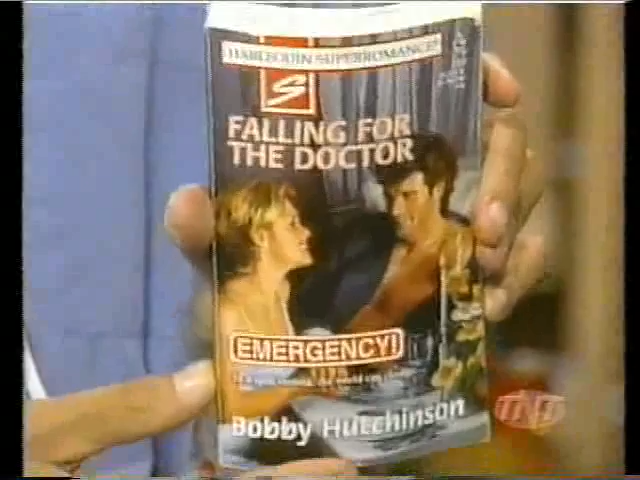 HARLEQUIN SUPERROMANCE
S
FALLING FOR
THE DOCTOR
EMERGENCY!
Bobby Hutchinson
TNT